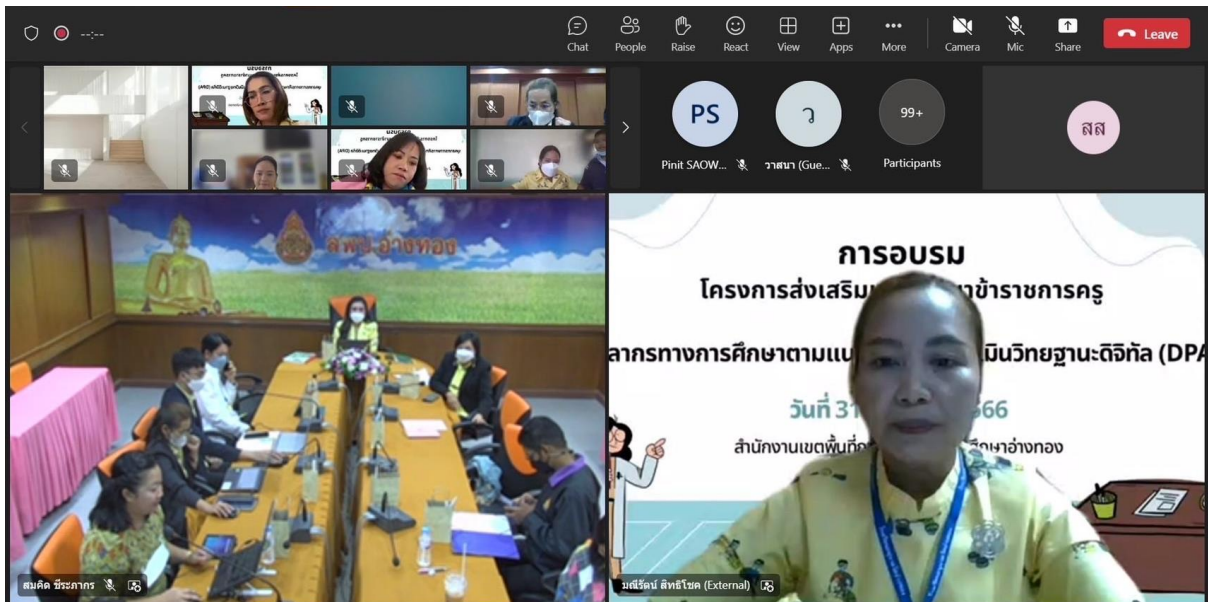 --:--
Chat
People
Raise
React
View
Apps
More
Camera
Mic
Share
Leave
PS
ว
99+
สส
Pinit SAOW...
วาสนา (Gue...
Participants
สพป.อ่างทอง
การอบรม
โครงการส่งเสริม
ข้าราชการครู
ลากรทางการศึกษาตามแน
มินวิทยฐานะดิจิทัล (DPA
วันที่ 31
566
สำนักงานเขตพื้นที่
ศึกษาอ่างทอง
สมคิด ชีระภากร
มณีรัตน์ สิทธิโชค (External)